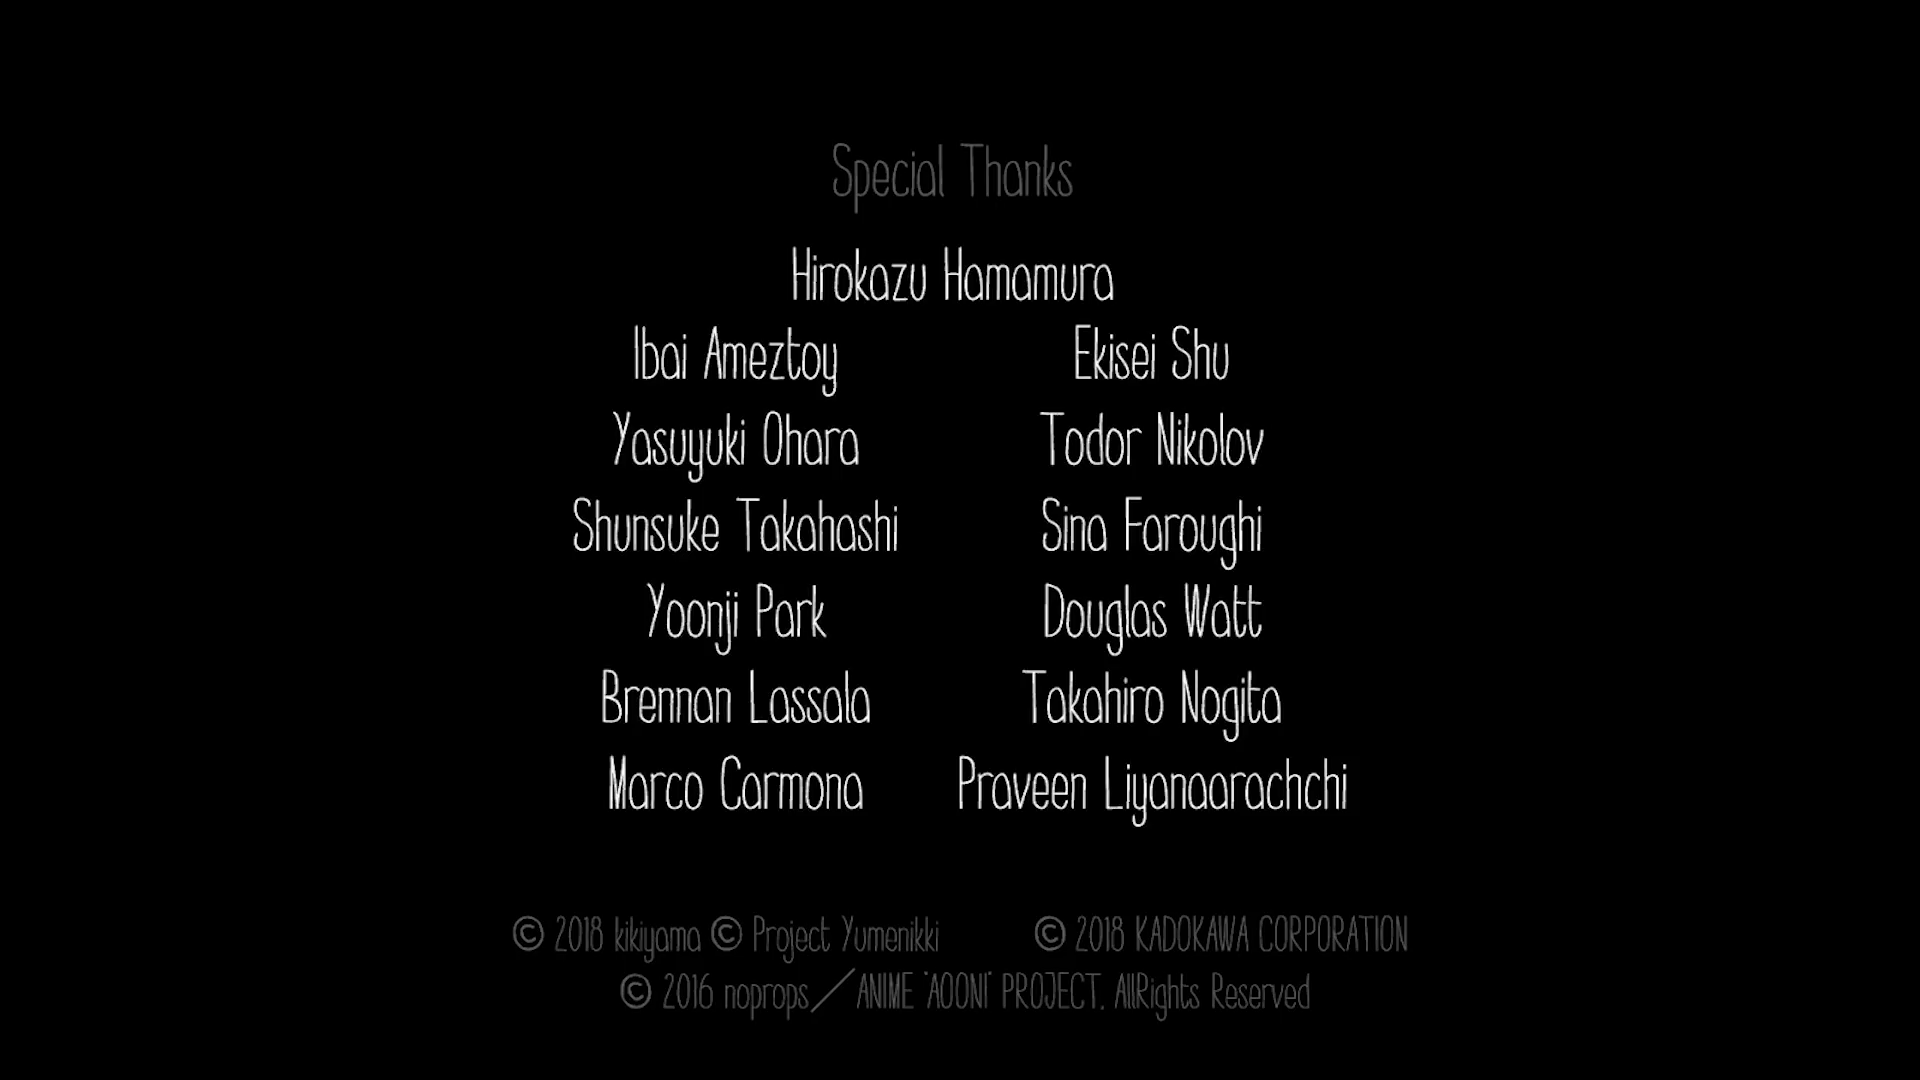 Special Thanks
Hirokazu Hamamura
Ibai Ameztoy Ekisei Shu
Yasuyuki Ohara Todor Nikolov
Shunsuke Takahashi Sina Faroughi
Yoonji Park Douglas Watt
Brennan Lassala Takahiro Nogita
Marco Carmona Praveen Liyanaarachchi
© 2018 kikiyama © Project Yumenikki © 2018 KADOKAWA CORPORATION
© 2016 noprops／ANIME "AOONI" PROJECT. AllRights Reserved